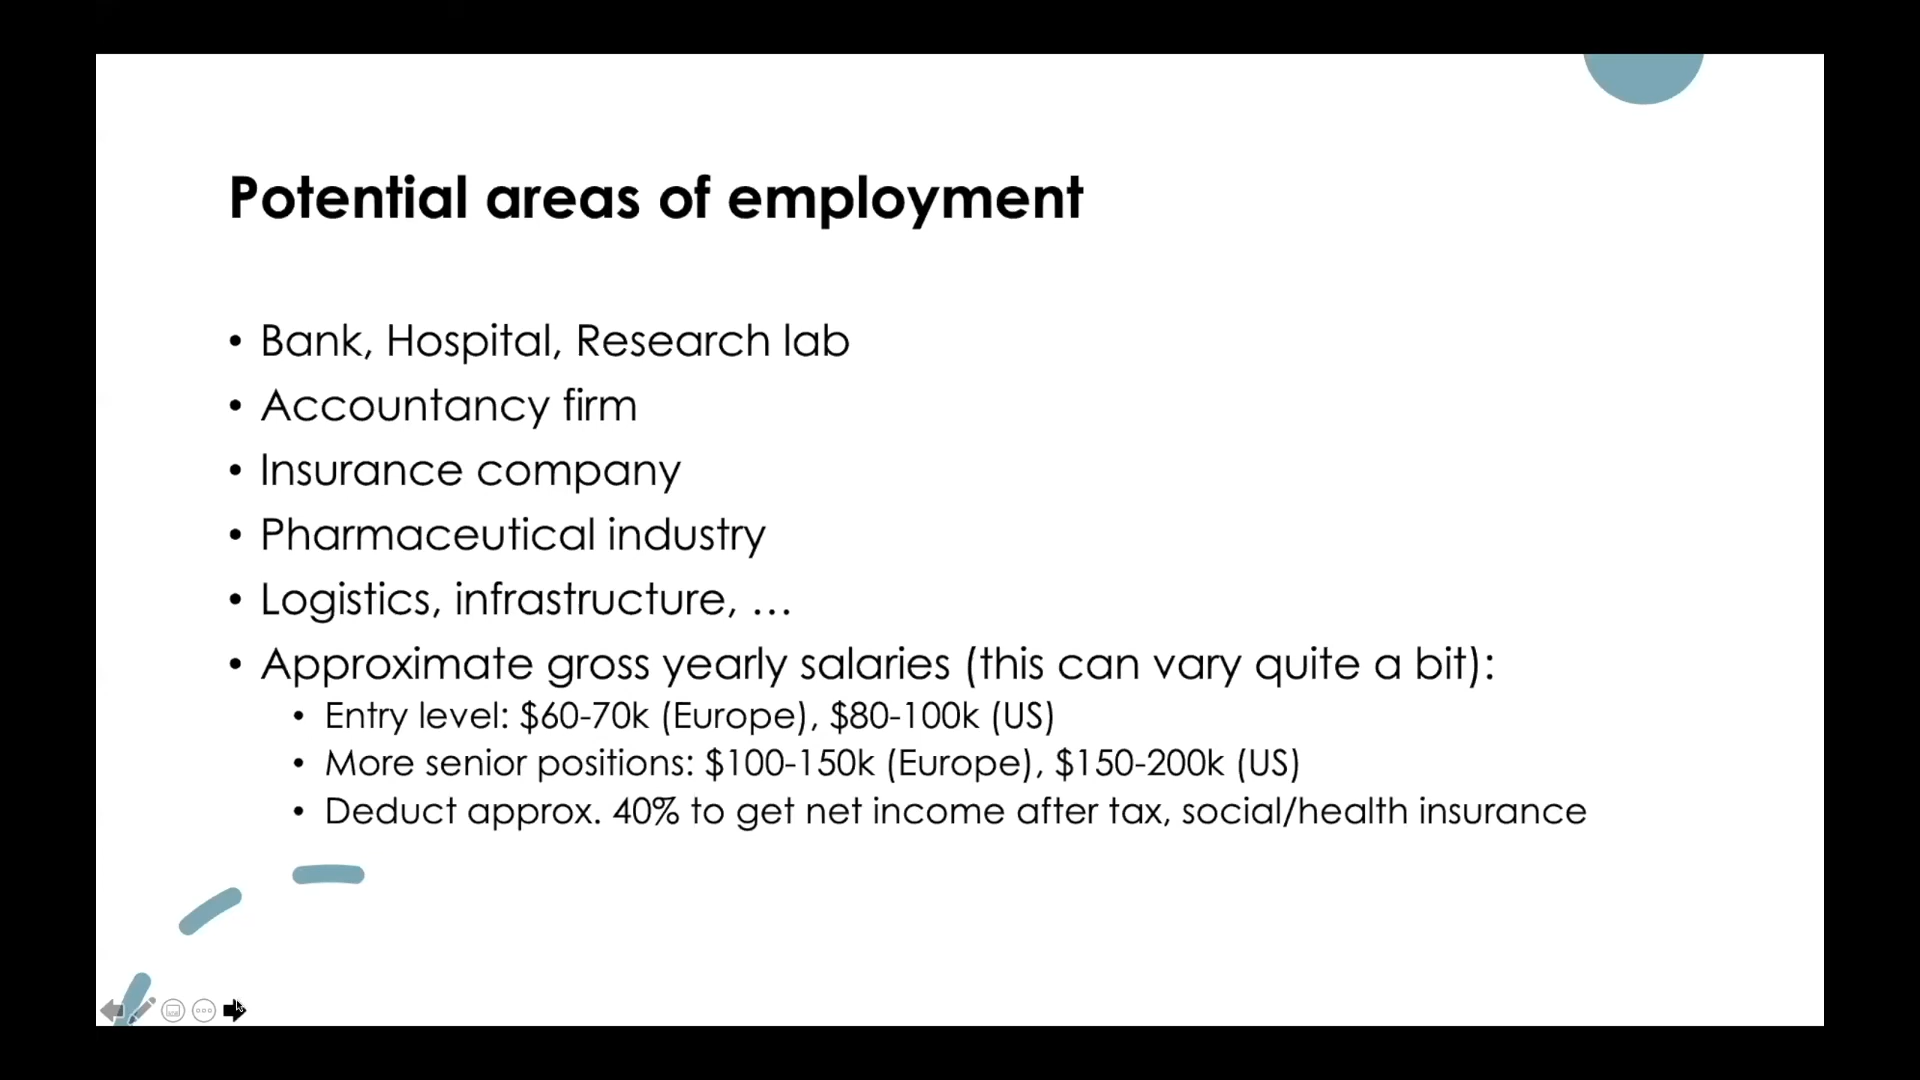 Potential areas of employment
• Bank, Hospital, Research lab
• Accountancy firm
• Insurance company
• Pharmaceutical industry
• Logistics, infrastructure, …
• Approximate gross yearly salaries (this can vary quite a bit):
• Entry level: $60-70k (Europe), $80-100k (US)
• More senior positions: $100-150k (Europe), $150-200k (US)
• Deduct approx. 40% to get net income after tax, social/health insurance